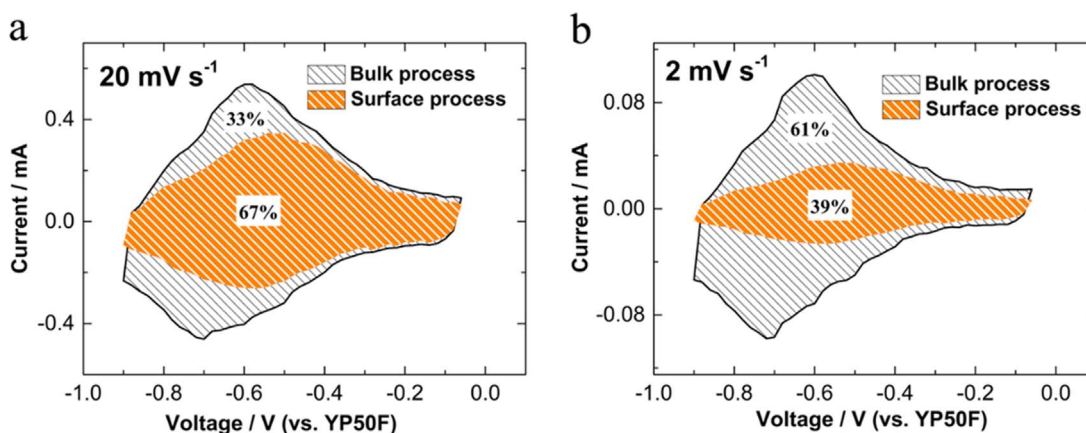 a
20 mV s⁻¹
Bulk process
Surface process
33%
67%
0.4
0.0
-0.4
Current / mA
-1.0 -0.8 -0.6 -0.4 -0.2 0.0
Voltage / V (vs. YP50F)
b
2 mV s⁻¹
Bulk process
Surface process
61%
39%
0.08
0.00
-0.08
Current / mA
-1.0 -0.8 -0.6 -0.4 -0.2 0.0
Voltage / V (vs. YP50F)